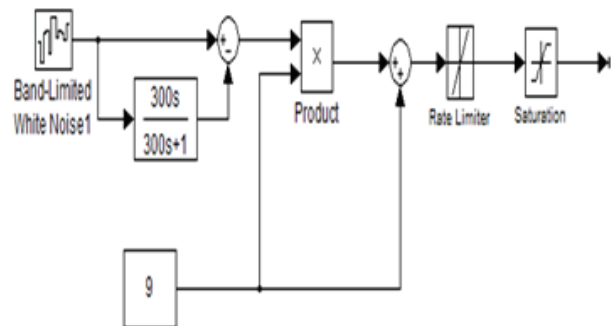 +
−
×
+
+
Band-Limited
White Noise1
300s
300s+1
Product
Rate Limiter
Saturation
9